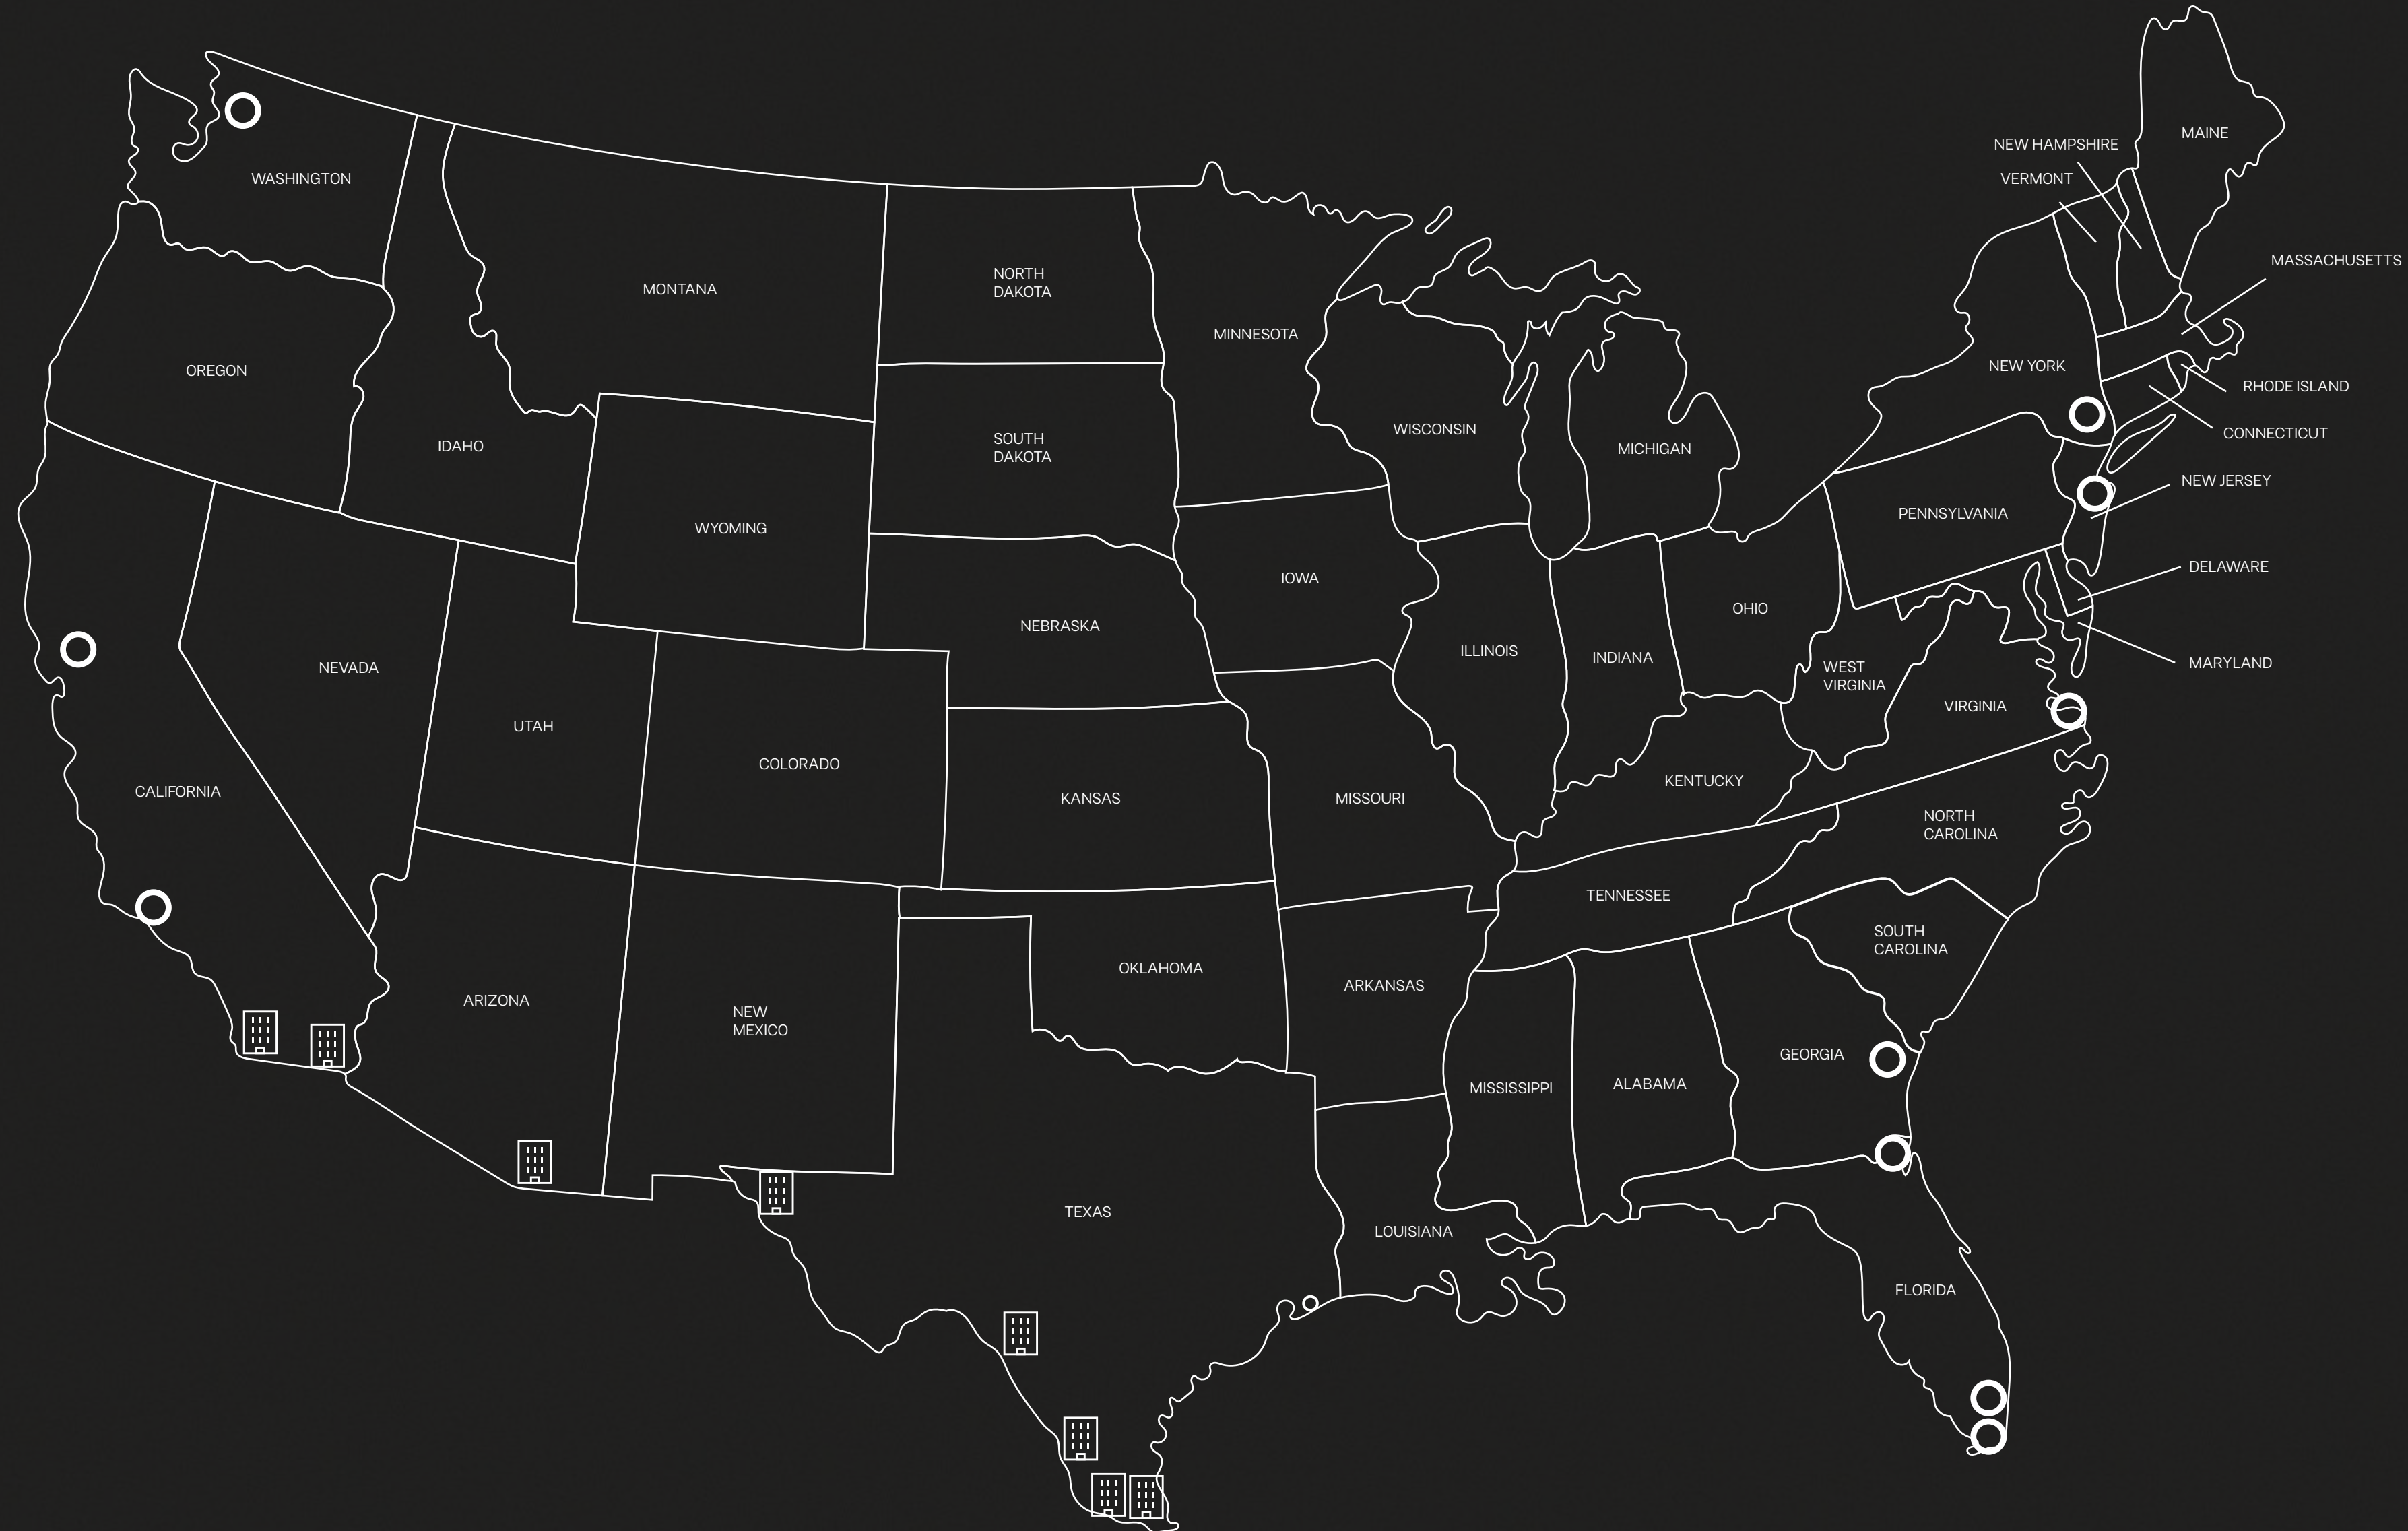 MAINE
NEW HAMPSHIRE
VERMONT
WASHINGTON
MASSACHUSETTS
NORTH
DAKOTA
MONTANA
MINNESOTA
NEW YORK
OREGON
RHODE ISLAND
WISCONSIN
CONNECTICUT
SOUTH
DAKOTA
IDAHO
MICHIGAN
NEW JERSEY
PENNSYLVANIA
WYOMING
DELAWARE
IOWA
OHIO
NEBRASKA
ILLINOIS
INDIANA
MARYLAND
NEVADA
WEST
VIRGINIA
VIRGINIA
UTAH
COLORADO
KENTUCKY
CALIFORNIA
KANSAS
MISSOURI
NORTH
CAROLINA
TENNESSEE
SOUTH
CAROLINA
OKLAHOMA
ARKANSAS
ARIZONA
NEW
MEXICO
GEORGIA
ALABAMA
MISSISSIPPI
TEXAS
LOUISIANA
FLORIDA